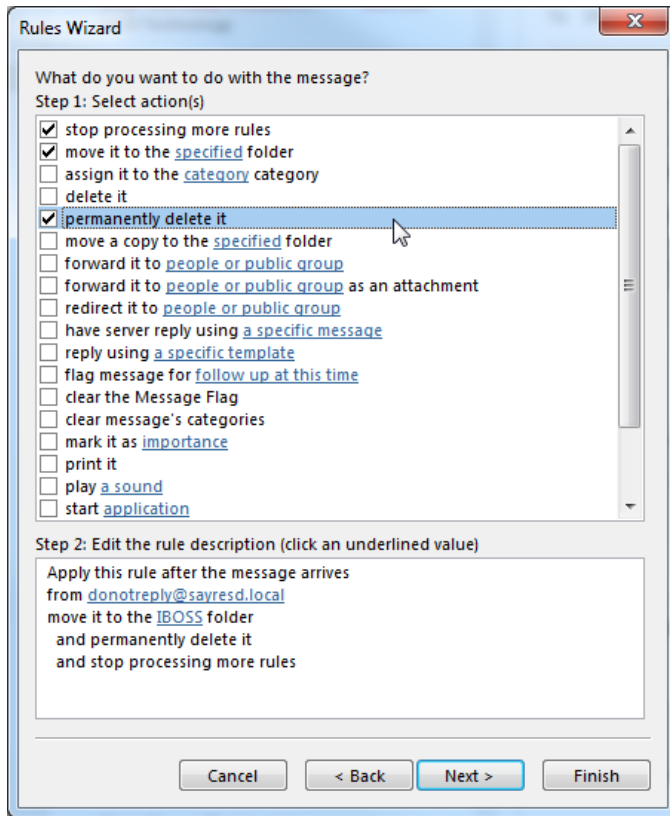 Rules Wizard
What do you want to do with the message?
Step 1: Select action(s)
stop processing more rules
move it to the specified folder
assign it to the category category
delete it
permanently delete it
move a copy to the specified folder
forward it to people or public group
forward it to people or public group as an attachment
redirect it to people or public group
have server reply using a specific message
reply using a specific template
flag message for follow up at this time
clear the Message Flag
clear message's categories
mark it as importance
print it
play a sound
start application
Step 2: Edit the rule description (click an underlined value)
Apply this rule after the message arrives
from donotreply@sayresd.local
move it to the IBOSS folder
and permanently delete it
and stop processing more rules
Cancel < Back Next > Finish